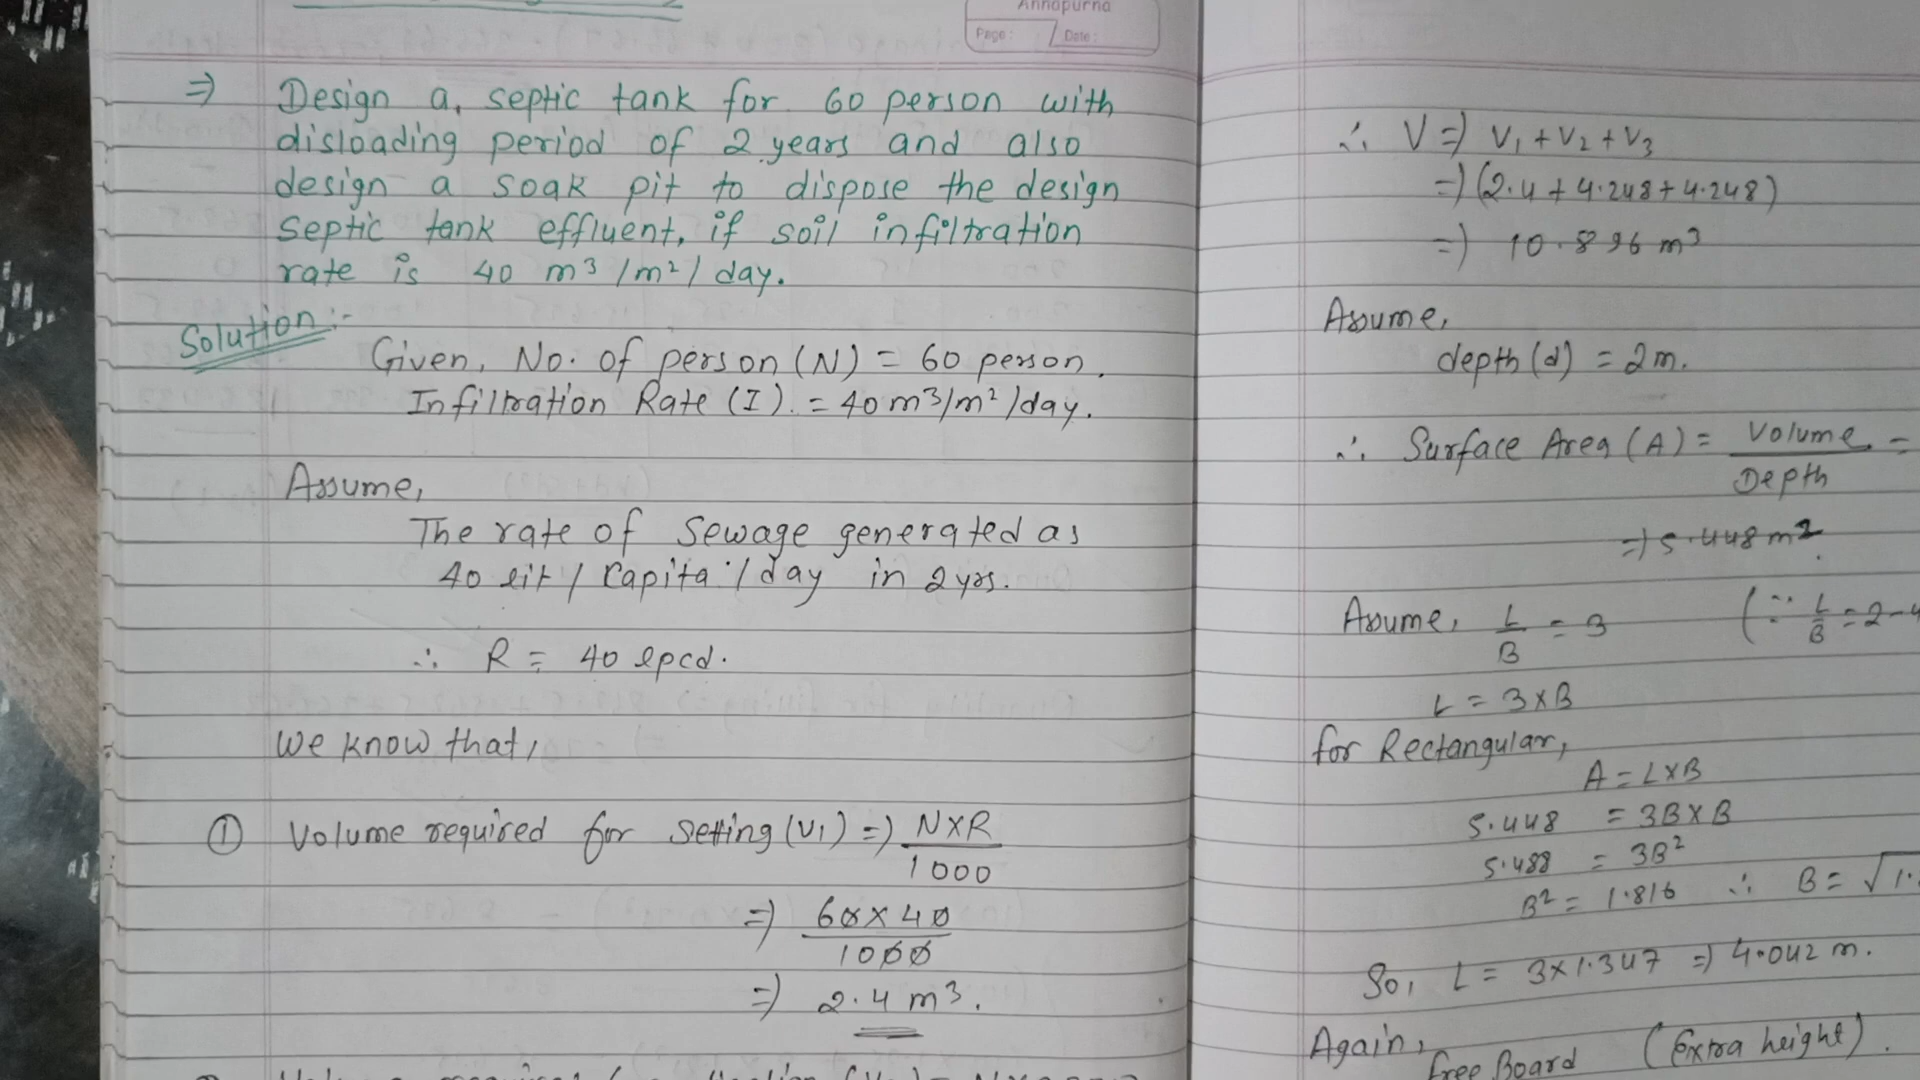 Annapurna
Page: Date:
⇒ Design a septic tank for 60 person with
disloading period of 2 years and also
design a soak pit to dispose the design
septic tank effluent, if soil infiltration
rate is 40 m³/m²/day.
Solution:-
Given, No. of person (N) = 60 person.
Infiltration Rate (I) = 40 m³/m²/day.
Assume,
The rate of sewage generated as
40 lit / capita / day in 2 yrs.
∴ R = 40 lpcd.
We know that,
① Volume required for setting (V₁) ⇒ N×R
1000
⇒ 60 × 40
1000
⇒ 2.4 m³.
∴ V ⇒ V₁ + V₂ + V₃
⇒ (2.4 + 4.248 + 4.248)
⇒ 10.896 m³
Assume,
depth (d) = 2m.
∴ Surface Area (A) = Volume =
Depth
⇒ 5.448 m²
Assume, L/B = 3 (∵ L/B = 2-4
L = 3×B
for Rectangular,
A = L×B
5.448 = 3B×B
5.488 = 3B²
B² = 1.816 ∴ B = √1.
So, L = 3×1.347 ⇒ 4.042 m.
Again,
free Board (Extra height).